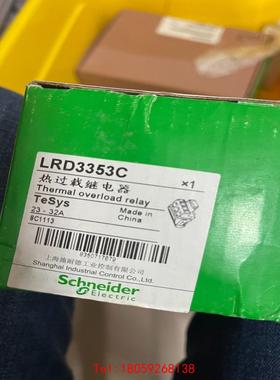 LRD3353C
×1
热过载继电器
Thermal overload relay
TeSys
23 - 32A
Made in
China
8C1113
上海施耐德工业控制有限公司
Shanghai Industrial Control Co.,Ltd.
Schneider
Electric
Tel 18059268138